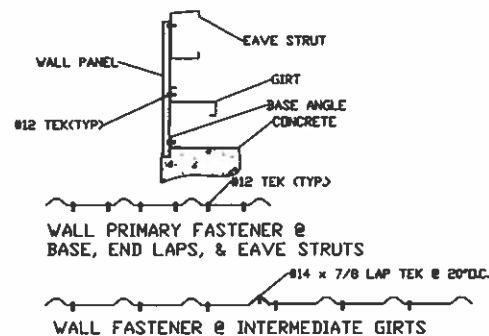 EAVE STRUT
WALL PANEL
GIRT
#12 TEK(TYP)
BASE ANGLE
CONCRETE
#12 TEK (TYP.)
WALL PRIMARY FASTENER @
BASE, END LAPS, & EAVE STRUTS
#14 x 7/8 LAP TEK @ 20"O.C.
WALL FASTENER @ INTERMEDIATE GIRTS